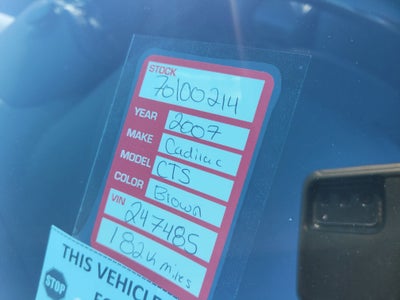 STOCK
70100214
YEAR 2007
MAKE Cadillac
MODEL CTS
COLOR Brown
VIN 247485
182k miles
STOP
THIS VEHICLE